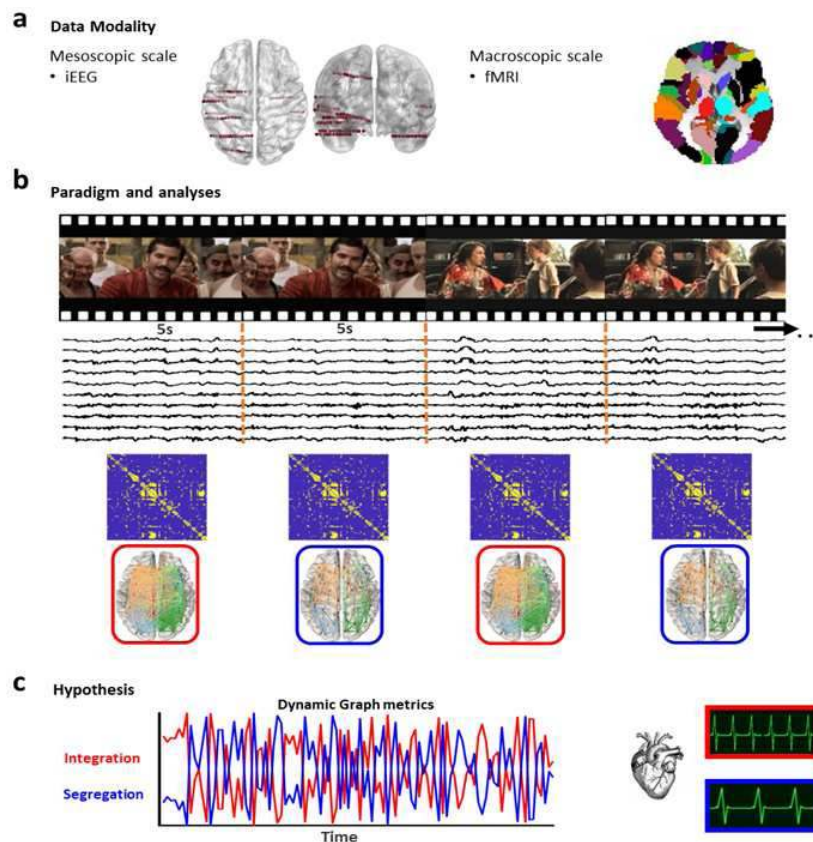 a
Data Modality
Mesoscopic scale
• iEEG
Macroscopic scale
• fMRI
b
Paradigm and analyses
5s
5s
. .
c
Hypothesis
Dynamic Graph metrics
Integration
Segregation
Time